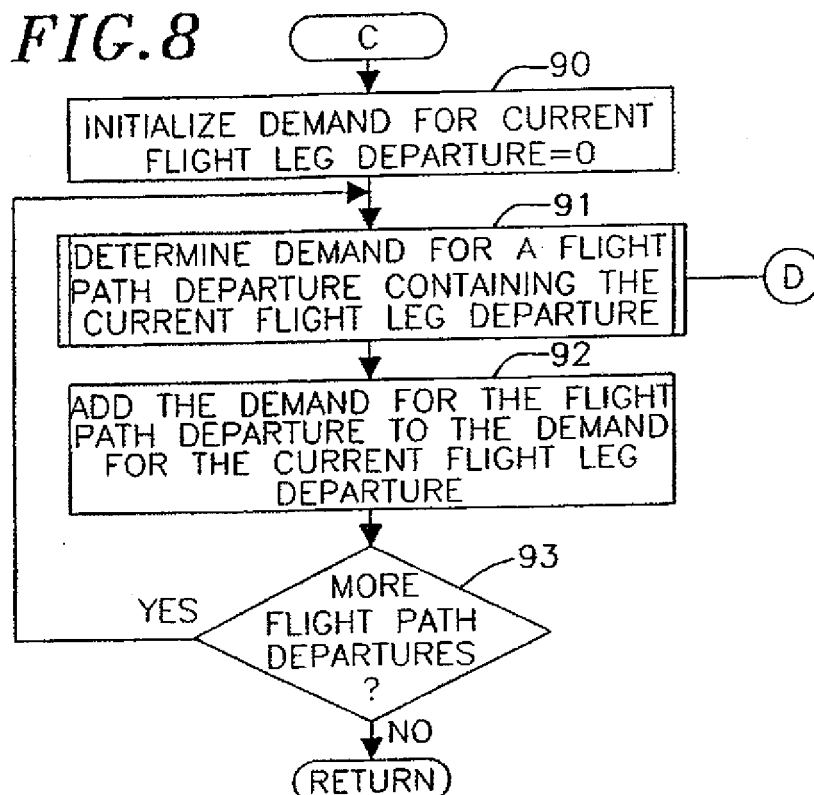 FIG.8
C
90
INITIALIZE DEMAND FOR CURRENT
FLIGHT LEG DEPARTURE=0
91
DETERMINE DEMAND FOR A FLIGHT
PATH DEPARTURE CONTAINING THE
CURRENT FLIGHT LEG DEPARTURE
D
92
ADD THE DEMAND FOR THE FLIGHT
PATH DEPARTURE TO THE DEMAND
FOR THE CURRENT FLIGHT LEG
DEPARTURE
93
MORE
FLIGHT PATH
DEPARTURES
?
YES
NO
RETURN